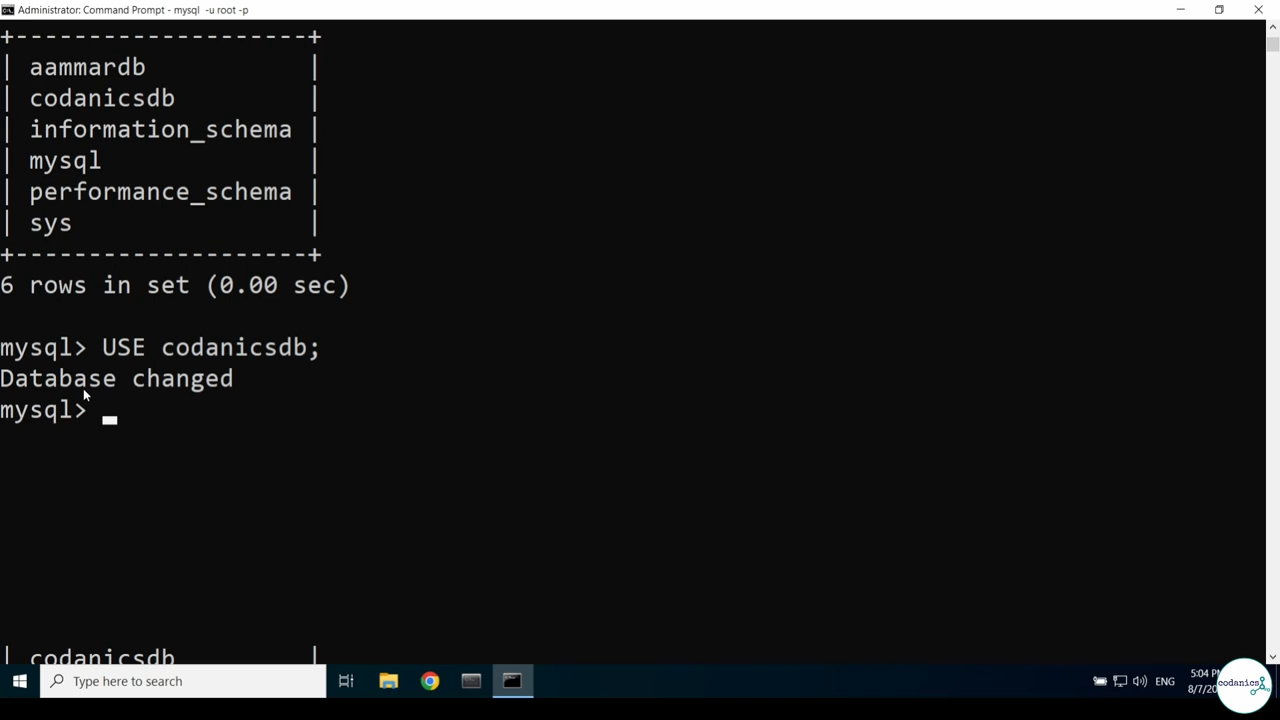 Administrator: Command Prompt - mysql -u root -p
+--------------------+
| aammardb |
| codanicsdb |
| information_schema |
| mysql |
| performance_schema |
| sys |
+--------------------+
6 rows in set (0.00 sec)
mysql> USE codanicsdb;
Database changed
mysql>
| codanicsdb |
Type here to search
ENG
5:04
8/7/20
codanics